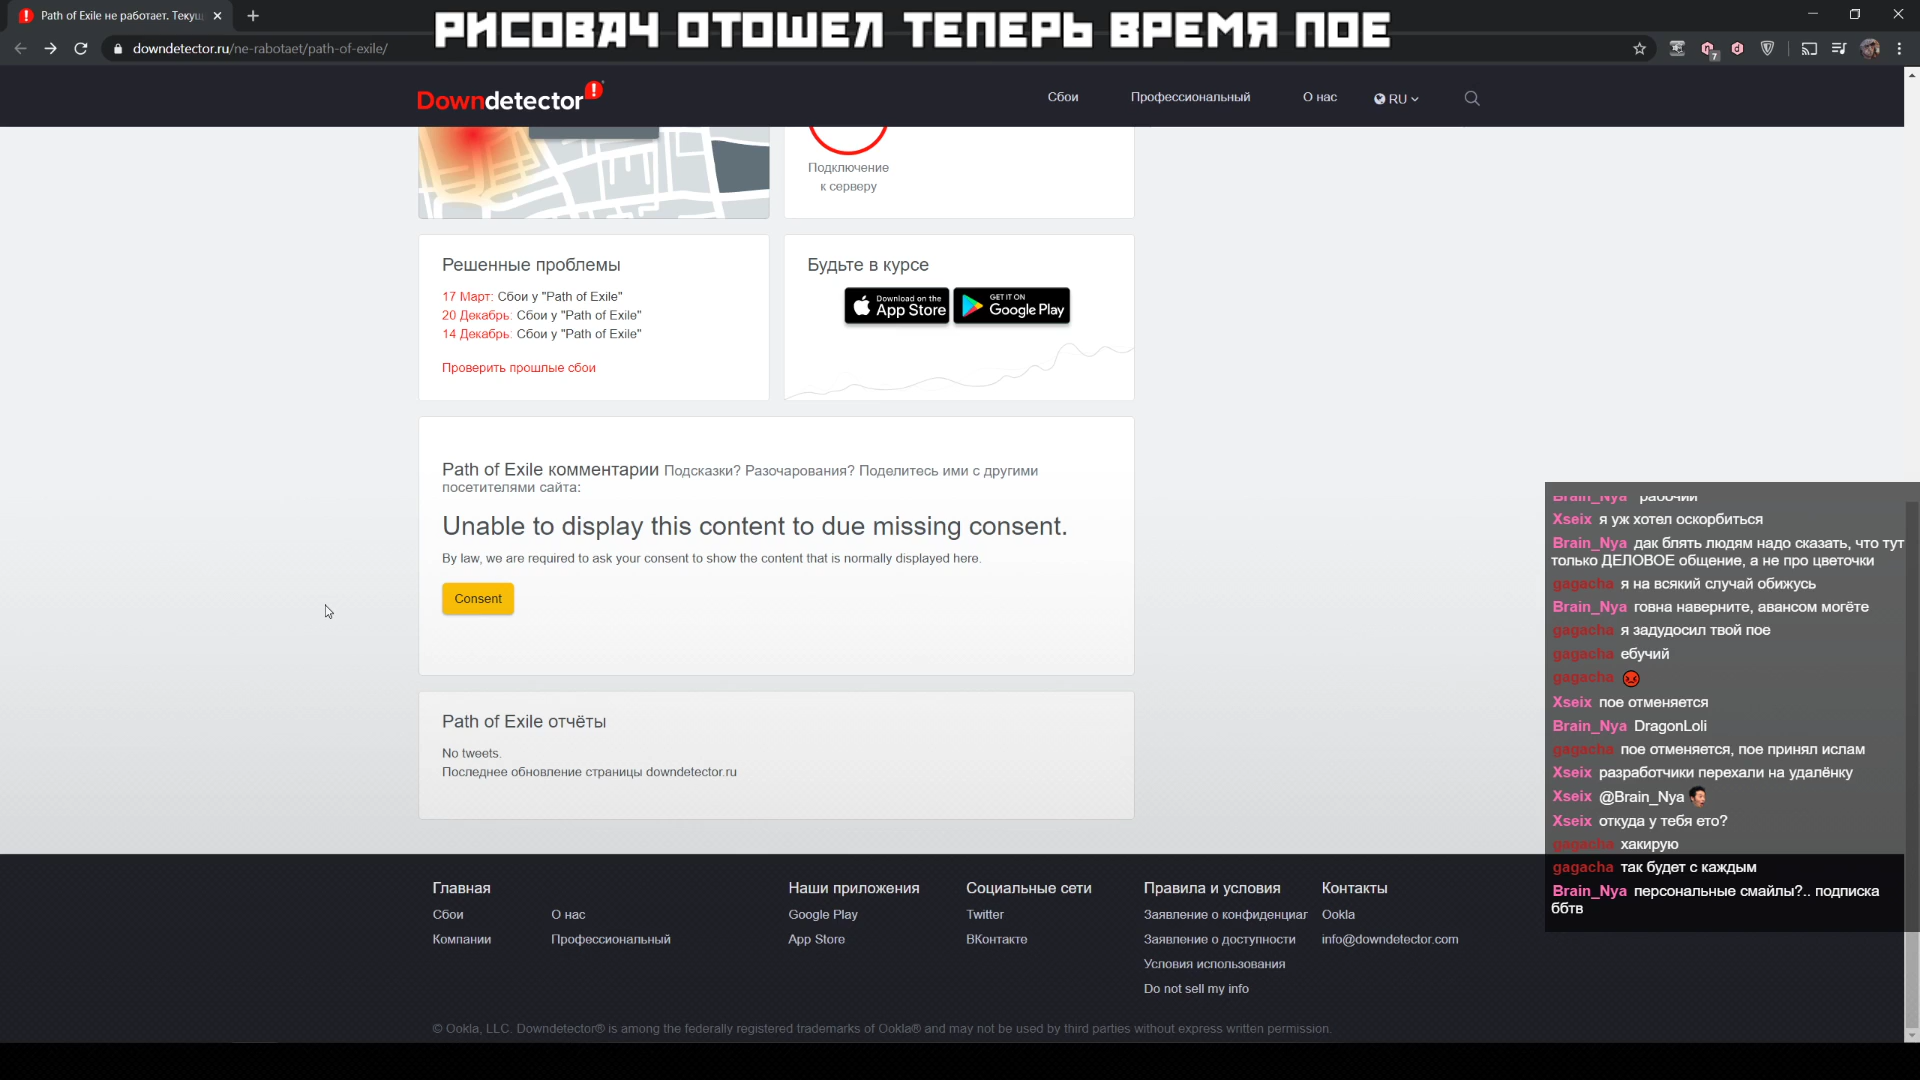 Path of Exile не работает. Текущ
РИСОВАЧ ОТОШЕЛ ТЕПЕРЬ ВРЕМЯ ПОЕ
downdetector.ru/ne-rabotaet/path-of-exile/
7
Downdetector
Сбои
Профессиональный
О нас
RU
Подключение
к серверу
Решенные проблемы
17 Март: Сбои у "Path of Exile"
20 Декабрь: Сбои у "Path of Exile"
14 Декабрь: Сбои у "Path of Exile"
Проверить прошлые сбои
Будьте в курсе
Download on the
App Store
GET IT ON
Google Play
Path of Exile комментарии Подсказки? Разочарования? Поделитесь ими с другими
посетителями сайта:
Unable to display this content to due missing consent.
By law, we are required to ask your consent to show the content that is normally displayed here.
Consent
Path of Exile отчёты
No tweets.
Последнее обновление страницы downdetector.ru
Brain_Nya рабочий
Xseix я уж хотел оскорбиться
Brain_Nya дак блять людям надо сказать, что тут
только ДЕЛОВОЕ общение, а не про цветочки
gagacha я на всякий случай обижусь
Brain_Nya говна наверните, авансом могёте
gagacha я задудосил твой пое
gagacha ебучий
gagacha
Xseix пое отменяется
Brain_Nya DragonLoli
gagacha пое отменяется, пое принял ислам
Xseix разработчики перехали на удалёнку
Xseix @Brain_Nya
Xseix откуда у тебя ето?
gagacha хакирую
gagacha так будет с каждым
Brain_Nya персональные смайлы?.. подписка
ббтв
Главная
Сбои
О нас
Компании
Профессиональный
Наши приложения
Google Play
App Store
Социальные сети
Twitter
ВКонтакте
Правила и условия
Заявление о конфиденциал
Заявление о доступности
Условия использования
Do not sell my info
Контакты
Ookla
info@downdetector.com
© Ookla, LLC. Downdetector® is among the federally registered trademarks of Ookla® and may not be used by third parties without express written permission.